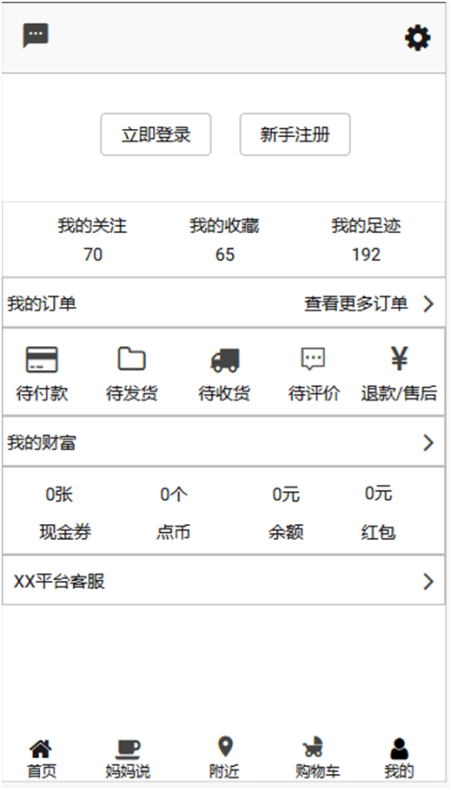 立即登录 新手注册
我的关注 我的收藏 我的足迹
70 65 192
我的订单 查看更多订单
待付款 待发货 待收货 待评价 退款/售后
我的财富
0张 0个 0元 0元
现金券 点币 余额 红包
XX平台客服
首页 妈妈说 附近 购物车 我的